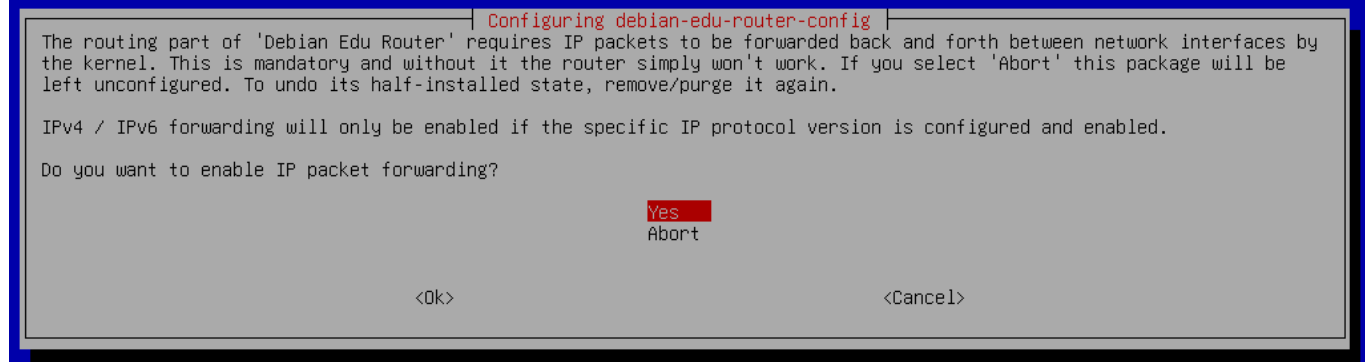 Configuring debian-edu-router-config
The routing part of 'Debian Edu Router' requires IP packets to be forwarded back and forth between network interfaces by
the kernel. This is mandatory and without it the router simply won't work. If you select 'Abort' this package will be
left unconfigured. To undo its half-installed state, remove/purge it again.
IPv4 / IPv6 forwarding will only be enabled if the specific IP protocol version is configured and enabled.
Do you want to enable IP packet forwarding?
Yes
Abort
<Ok> <Cancel>